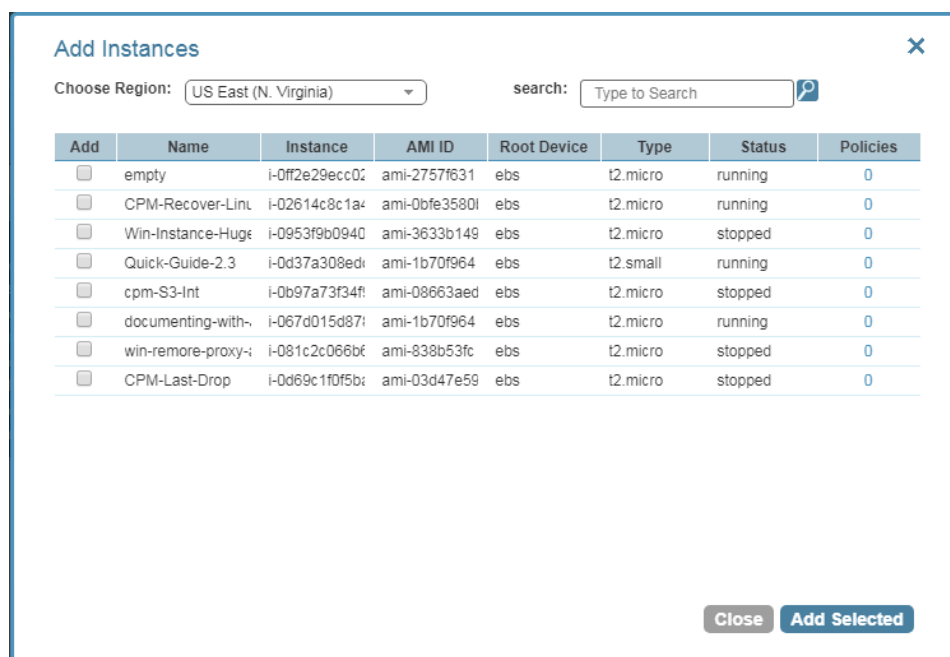 Add Instances
Choose Region: US East (N. Virginia) search: Type to Search
Add Name Instance AMI ID Root Device Type Status Policies
empty i-0ff2e29ecc02 ami-2757f631 ebs t2.micro running 0
CPM-Recover-Linu i-02614c8c1a4 ami-0bfe3580 ebs t2.micro running 0
Win-Instance-Huge i-0953f9b0940 ami-3633b149 ebs t2.micro stopped 0
Quick-Guide-2.3 i-0d37a308ed ami-1b70f964 ebs t2.small running 0
cpm-S3-Int i-0b97a73f34f ami-08663aed ebs t2.micro stopped 0
documenting-with- i-067d015d87 ami-1b70f964 ebs t2.micro running 0
win-remore-proxy- i-081c2c066b ami-838b53fc ebs t2.micro stopped 0
CPM-Last-Drop i-0d69c1f0f5b ami-03d47e59 ebs t2.micro stopped 0
Close Add Selected